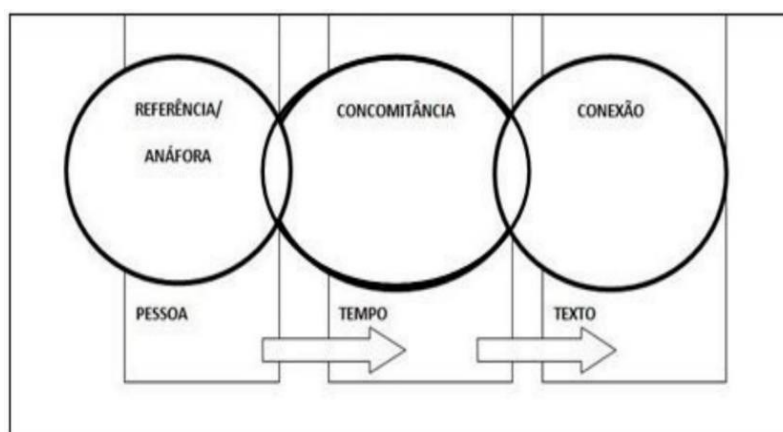 REFERÊNCIA/
ANÁFORA
CONCOMITÂNCIA
CONEXÃO
PESSOA
TEMPO
TEXTO